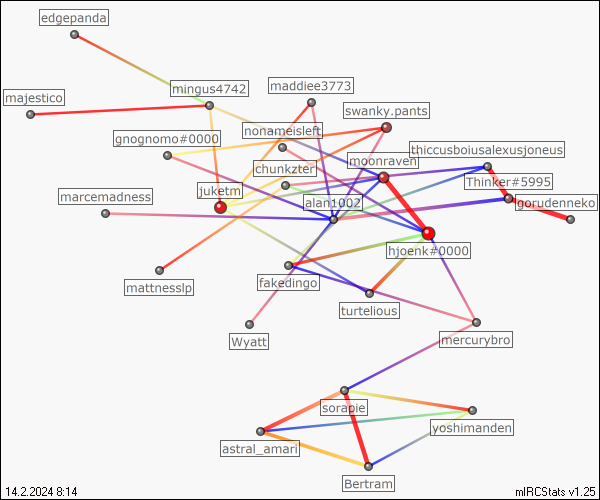 edgepanda
mingus4742
maddiee3773
majestico
swanky.pants
nonameisleft
gnognomo#0000
thiccusboiusalexusjoneus
moonraven
chunkzter
Thinker#5995
juketm
marcemadness
alan1002
gorudenneko
hjoenk#0000
fakedingo
mattnesslp
turtelious
Wyatt
mercurybro
sorapie
yoshimanden
astral_amari
Bertram
14.2.2024 8:14
mIRCStats v1.25